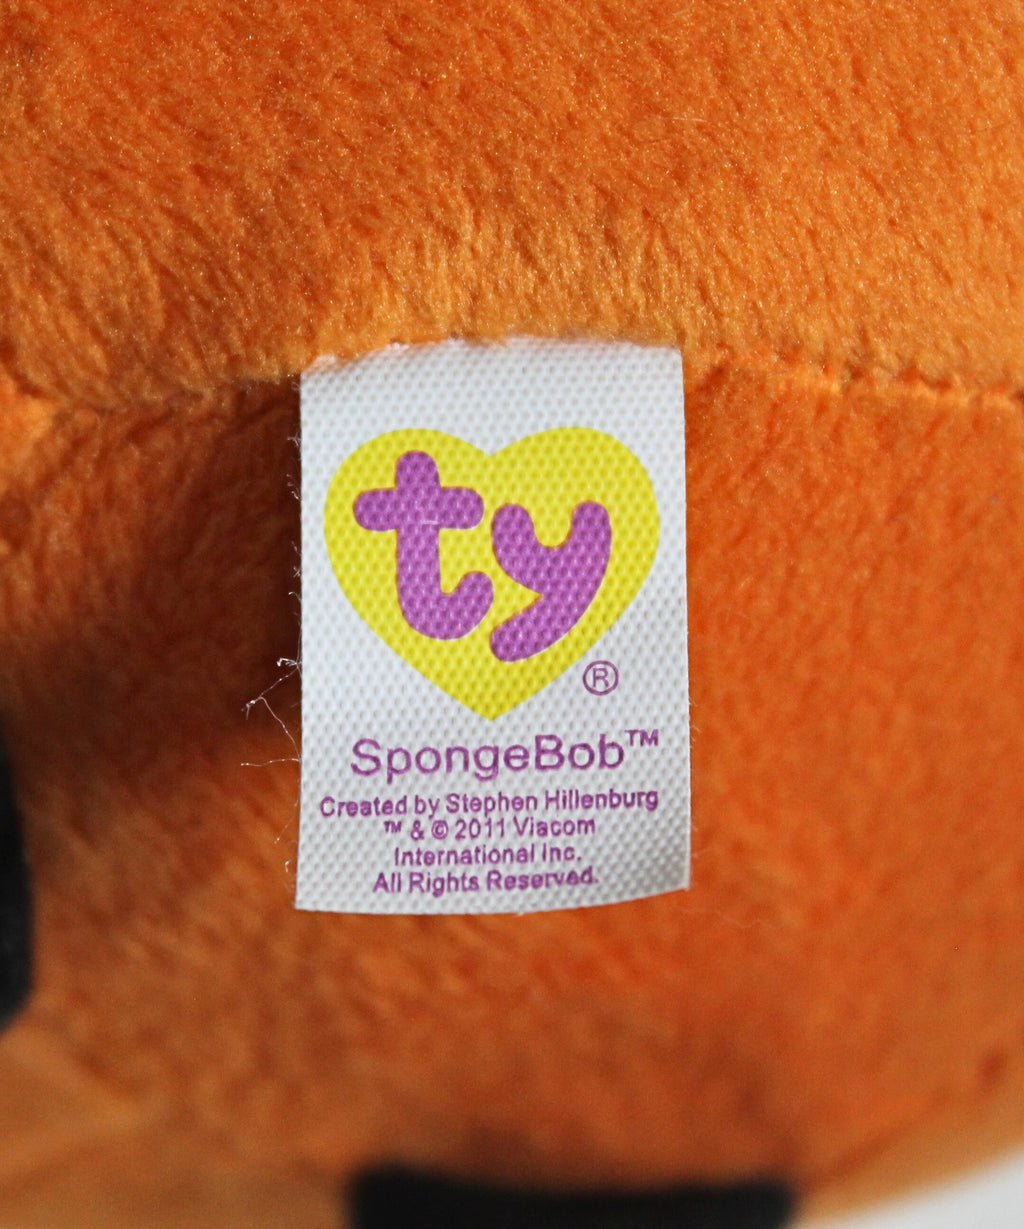 ty
®
SpongeBob™
Created by Stephen Hillenburg
™ & © 2011 Viacom
International Inc.
All Rights Reserved.